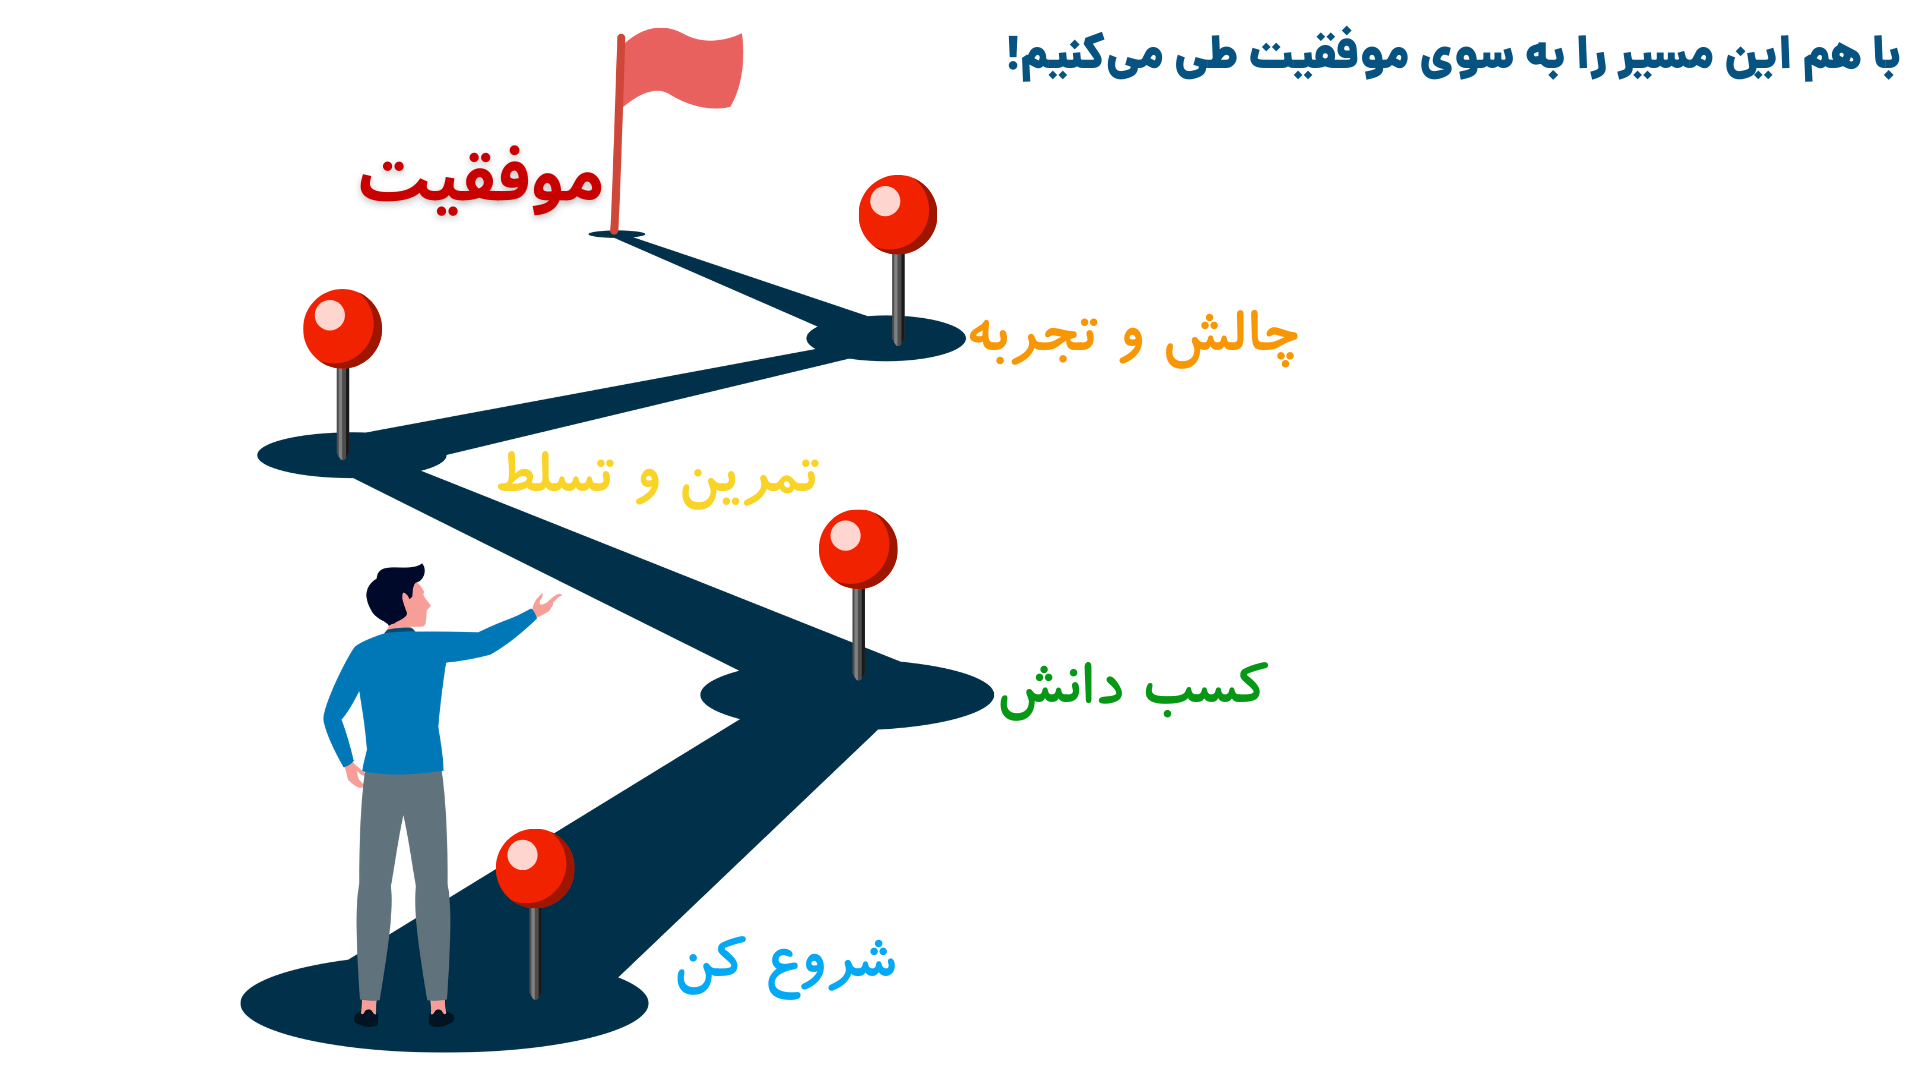 با هم این مسیر را به سوی موفقیت طی می‌کنیم!
موفقیت
چالش و تجربه
تمرین و تسلط
کسب دانش
شروع کن